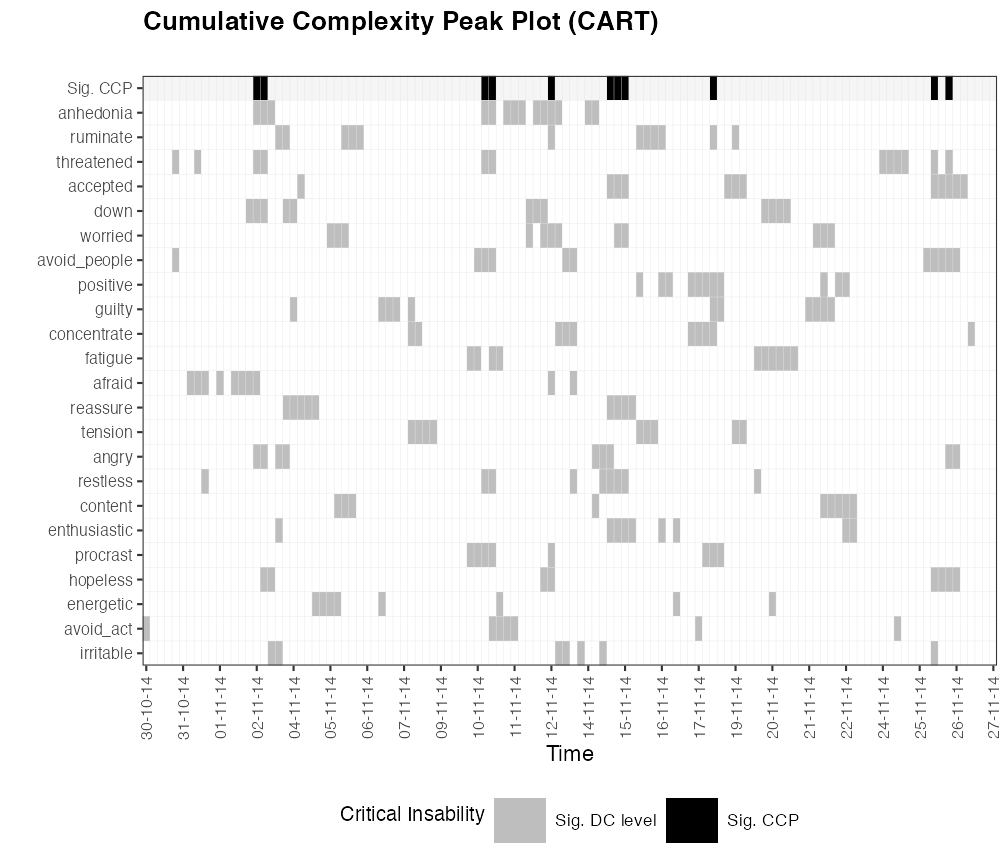 Cumulative Complexity Peak Plot (CART)
Sig. CCP
anhedonia
ruminate
threatened
accepted
down
worried
avoid_people
positive
guilty
concentrate
fatigue
afraid
reassure
tension
angry
restless
content
enthusiastic
procrast
hopeless
energetic
avoid_act
irritable
30-10-14
31-10-14
01-11-14
02-11-14
04-11-14
05-11-14
06-11-14
07-11-14
09-11-14
10-11-14
11-11-14
12-11-14
14-11-14
15-11-14
16-11-14
17-11-14
19-11-14
20-11-14
21-11-14
22-11-14
24-11-14
25-11-14
26-11-14
27-11-14
Time
Critical Insability Sig. DC level Sig. CCP